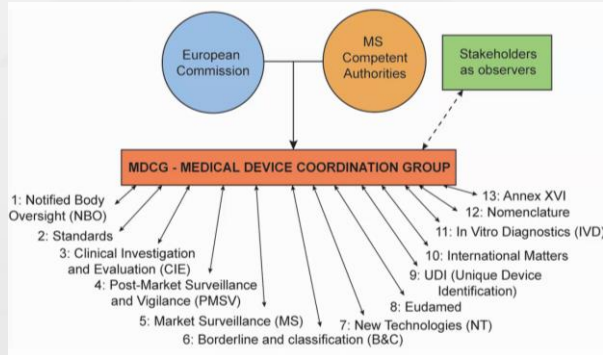 European
Commission
MS
Competent
Authorities
Stakeholders
as observers
MDCG - MEDICAL DEVICE COORDINATION GROUP
1: Notified Body
Oversight (NBO)
2: Standards
3: Clinical Investigation
and Evaluation (CIE)
4: Post-Market Surveillance
and Vigilance (PMSV)
5: Market Surveillance (MS)
6: Borderline and classification (B&C)
7: New Technologies (NT)
8: Eudamed
9: UDI (Unique Device
Identification)
10: International Matters
11: In Vitro Diagnostics (IVD)
12: Nomenclature
13: Annex XVI